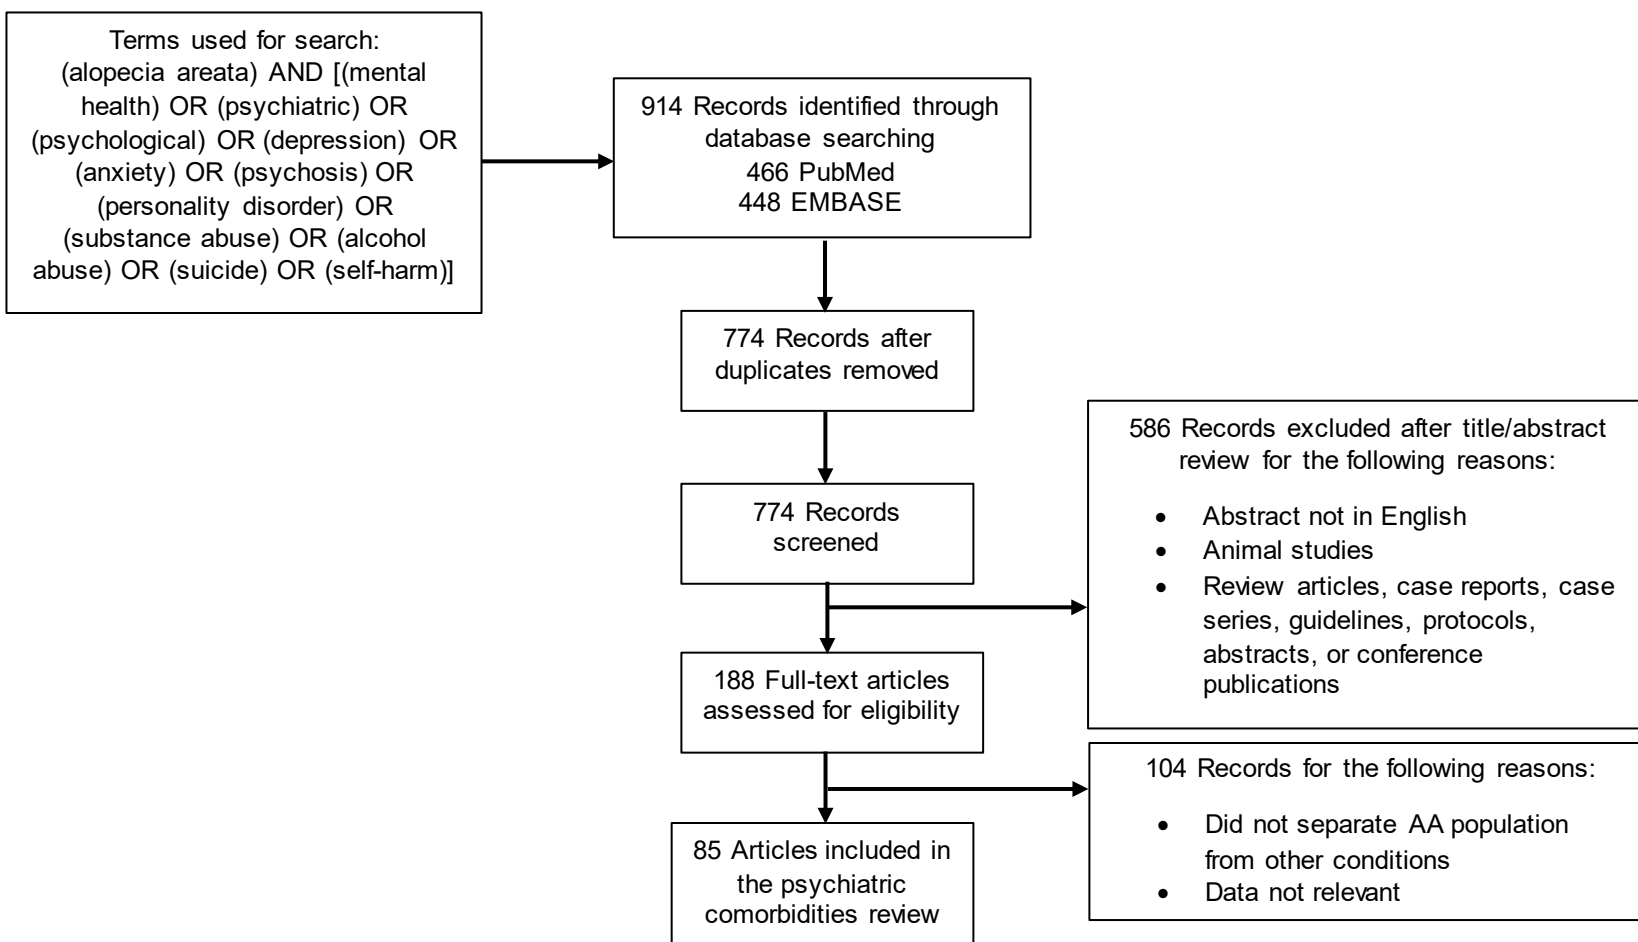 Terms used for search:
(alopecia areata) AND [(mental
health) OR (psychiatric) OR
(psychological) OR (depression) OR
(anxiety) OR (psychosis) OR
(personality disorder) OR
(substance abuse) OR (alcohol
abuse) OR (suicide) OR (self-harm)]
914 Records identified through
database searching
466 PubMed
448 EMBASE
774 Records after
duplicates removed
774 Records
screened
586 Records excluded after title/abstract
review for the following reasons:
• Abstract not in English
• Animal studies
• Review articles, case reports, case
series, guidelines, protocols,
abstracts, or conference
publications
188 Full-text articles
assessed for eligibility
104 Records for the following reasons:
• Did not separate AA population
from other conditions
• Data not relevant
85 Articles included in
the psychiatric
comorbidities review